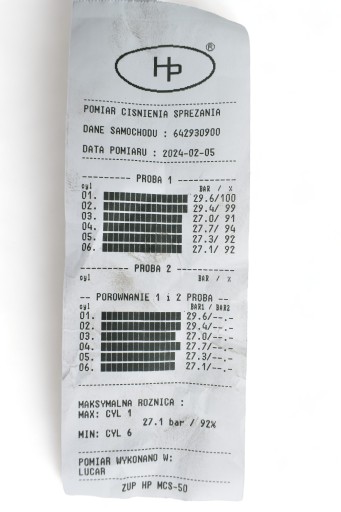 Hp ®
POMIAR CISNIENIA SPREZANIA
DANE SAMOCHODU : 642930900
DATA POMIARU : 2024-02-05
PROBA 1
cyl BAR / %
01. 29.6/100
02. 29.4/ 99
03. 27.0/ 91
04. 27.7/ 94
05. 27.3/ 92
06. 27.1/ 92
PROBA 2
cyl BAR / %
-- POROWNANIE 1 i 2 PROBA --
cyl BAR1 / BAR2
01. 29.6/--.-
02. 29.4/--.-
03. 27.0/--.-
04. 27.7/--.-
05. 27.3/--.-
06. 27.1/--.-
MAKSYMALNA ROZNICA :
MAX: CYL 1
27.1 bar / 92%
MIN: CYL 6
POMIAR WYKONANO W:
LUCAR
ZUP HP MCS-50